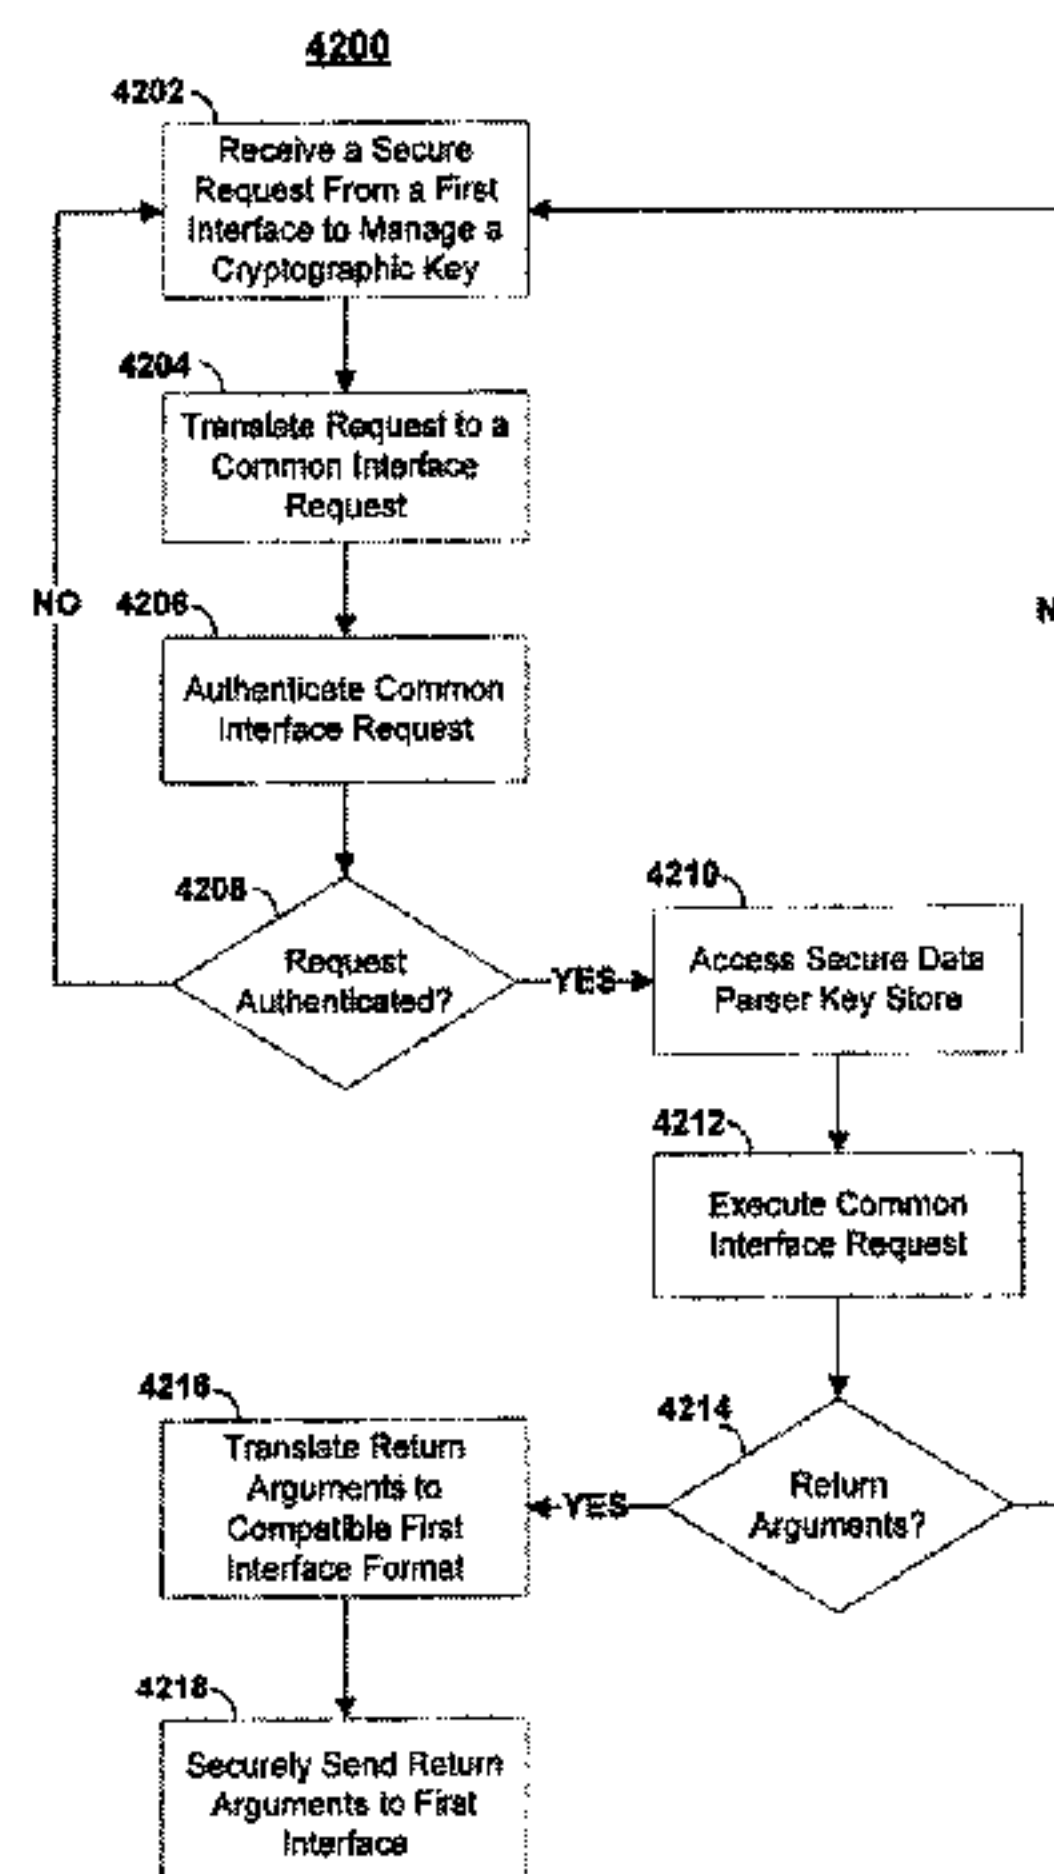 4200
4202
Receive a Secure
Request From a First
Interface to Manage a
Cryptographic Key
4204
Translate Request to a
Common Interface
Request
NO
4206
Authenticate Common
Interface Request
4208
Request
Authenticated?
YES
4210
Access Secure Data
Parser Key Store
4212
Execute Common
Interface Request
4214
Return
Arguments?
YES
4216
Translate Return
Arguments to
Compatible First
Interface Format
4218
Securely Send Return
Arguments to First
Interface